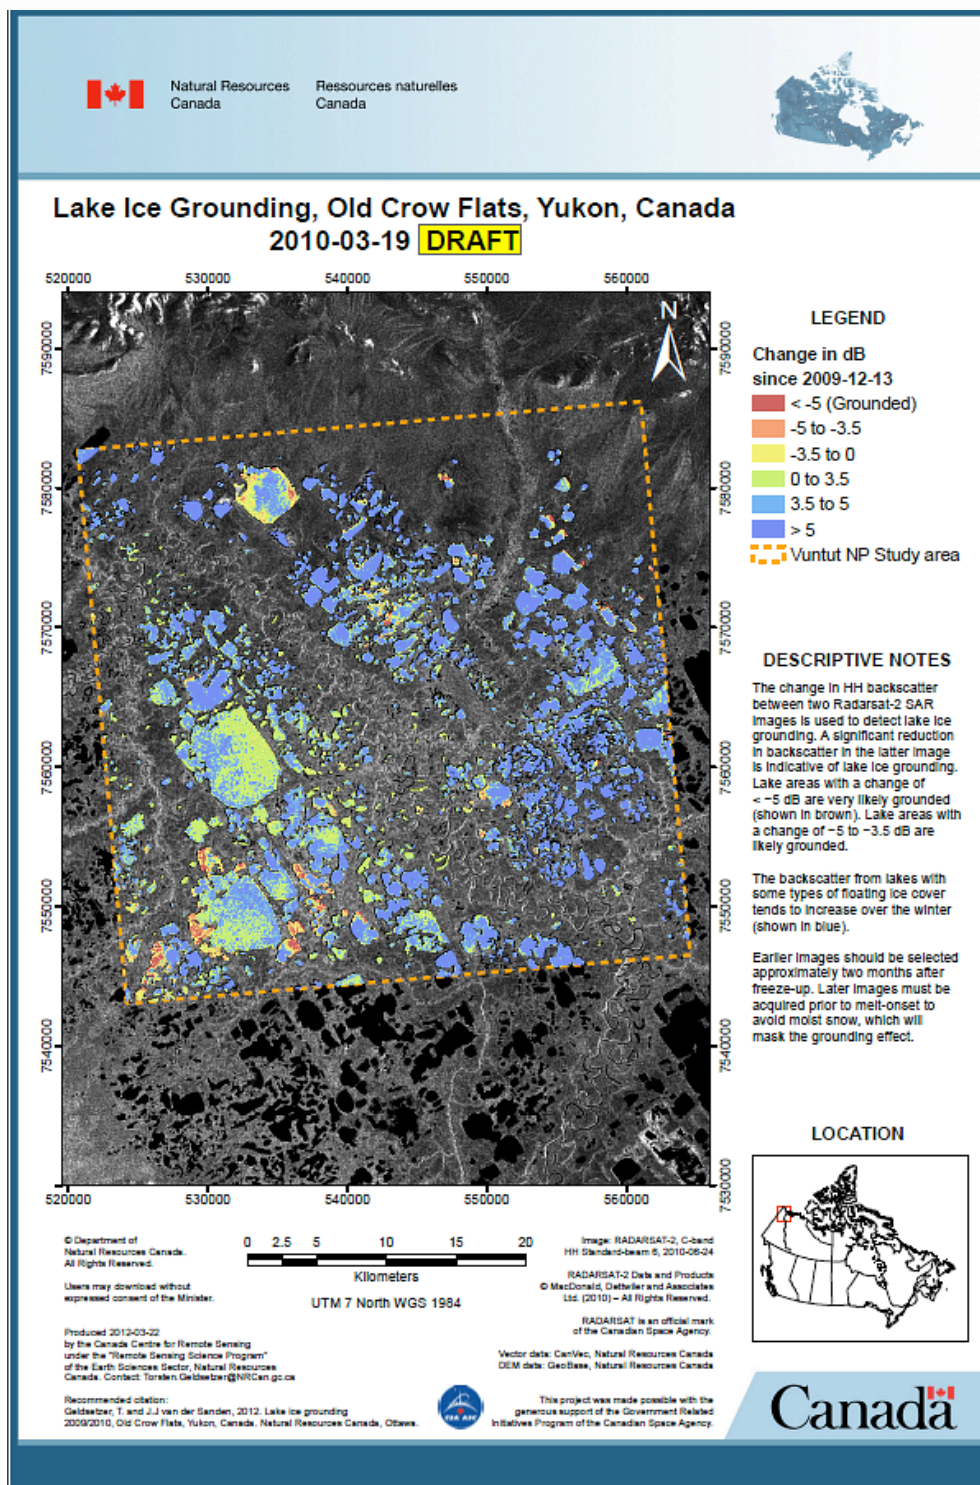 Natural Resources Canada
Ressources naturelles Canada
Lake Ice Grounding, Old Crow Flats, Yukon, Canada
2010-03-19 DRAFT
520000 530000 540000 550000 560000
7590000
7580000
7570000
7560000
7550000
7540000
N
7590000
7580000
7570000
7560000
7550000
7540000
7530000
520000 530000 540000 550000 560000
LEGEND
Change in dB
since 2009-12-13
< -5 (Grounded)
-5 to -3.5
-3.5 to 0
0 to 3.5
3.5 to 5
> 5
Vuntut NP Study area
DESCRIPTIVE NOTES
The change in HH backscatter
between two Radarsat-2 SAR
images is used to detect lake ice
grounding. A significant reduction
in backscatter in the latter image
is indicative of lake ice grounding.
Lake areas with a change of
< −5 dB are very likely grounded
(shown in brown). Lake areas with
a change of −5 to −3.5 dB are
likely grounded.
The backscatter from lakes with
some types of floating ice cover
tends to increase over the winter
(shown in blue).
Earlier images should be selected
approximately two months after
freeze-up. Later images must be
acquired prior to melt-onset to
avoid moist snow, which will
mask the grounding effect.
LOCATION
© Department of
Natural Resources Canada.
All Rights Reserved.
Users may download without
expressed consent of the Minister.
Produced 2012-03-22
by the Canada Centre for Remote Sensing
under the "Remote Sensing Science Program"
of the Earth Sciences Sector, Natural Resources
Canada. Contact: Torsten.Geldsetzer@NRCan.gc.ca
Recommended citation:
Geldsetzer, T. and J.J van der Sanden, 2012. Lake ice grounding
2009/2010, Old Crow Flats, Yukon, Canada. Natural Resources Canada, Ottawa.
0 2.5 5 10 15 20
Kilometers
UTM 7 North WGS 1984
Image: RADARSAT-2, C-band
HH Standard-beam 6, 2010-06-24
RADARSAT-2 Data and Products
© MacDonald, Dettwiler and Associates
Ltd. (2010) – All Rights Reserved.
RADARSAT is an official mark
of the Canadian Space Agency.
Vector data: CanVec, Natural Resources Canada
DEM data: GeoBase, Natural Resources Canada
CSA ASC
This project was made possible with the
generous support of the Government Related
Initiatives Program of the Canadian Space Agency.
Canada